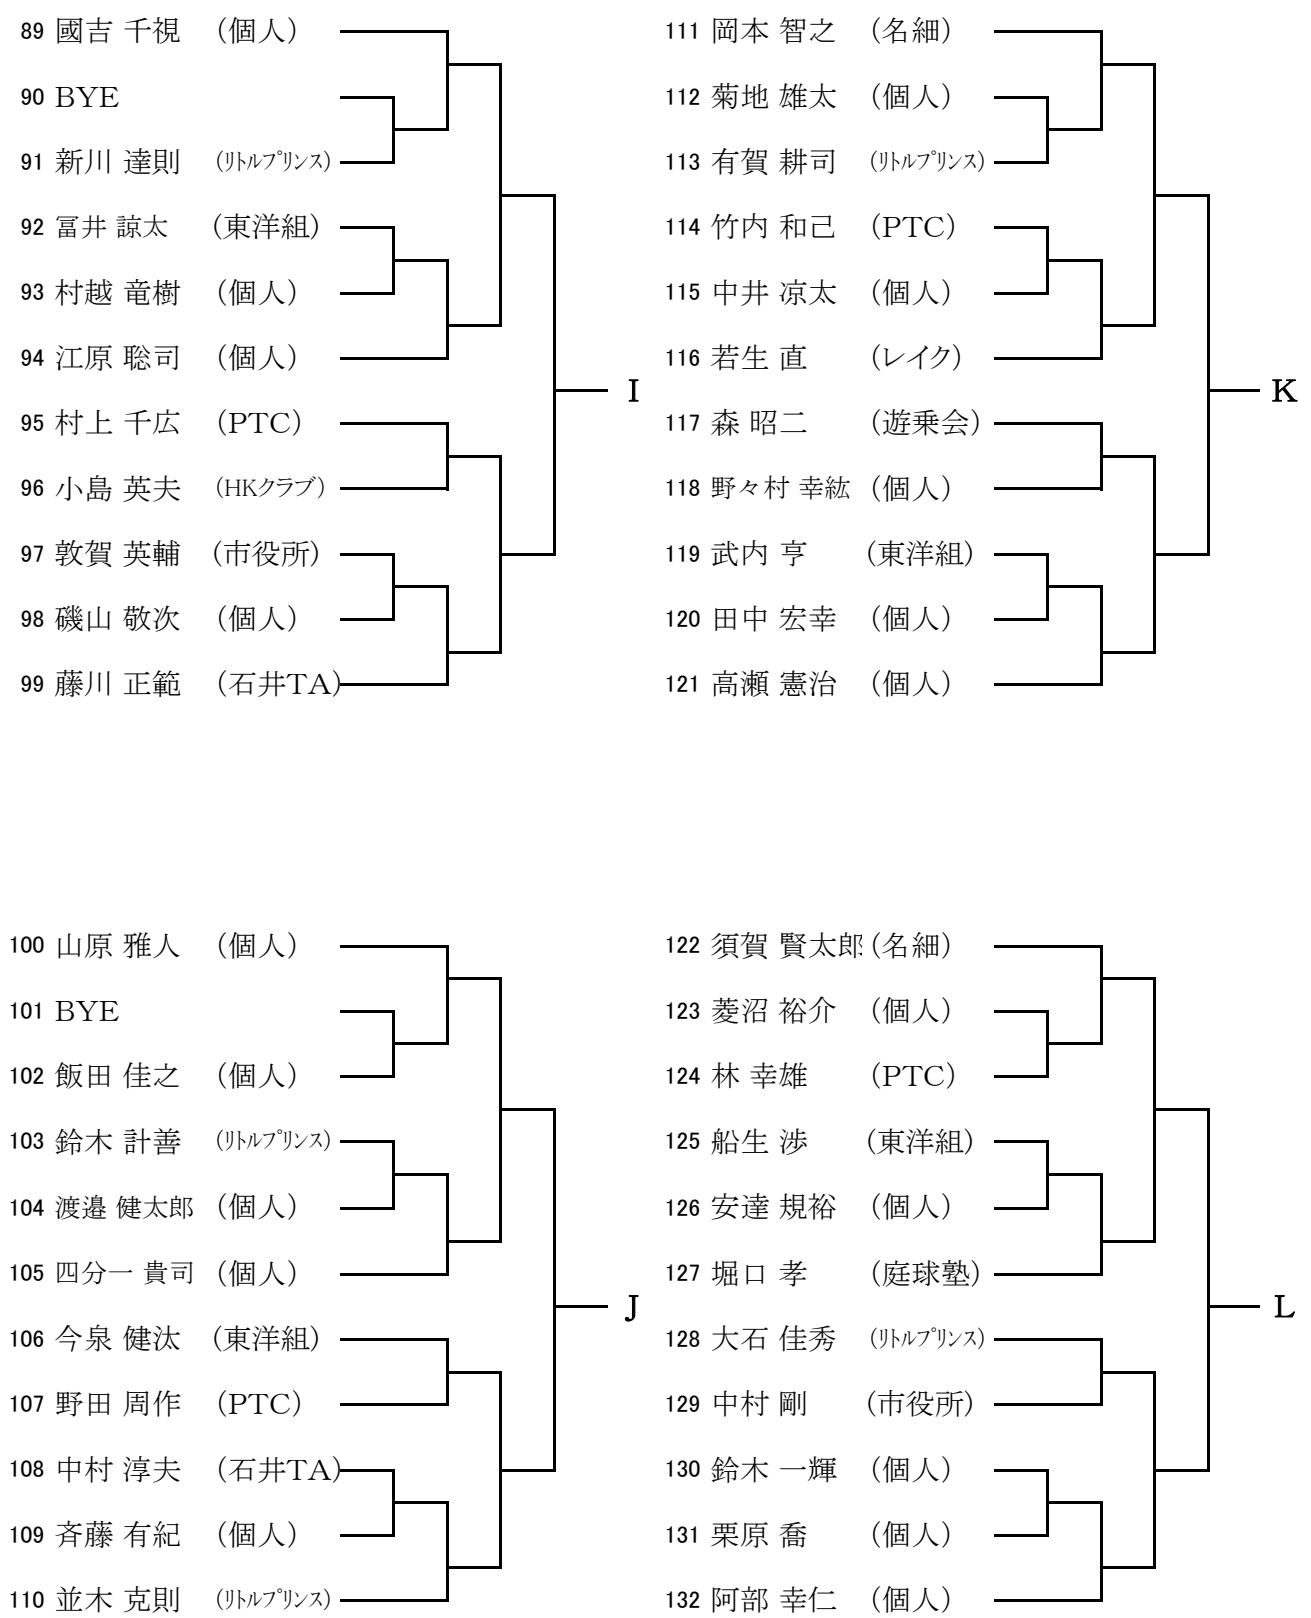 89 國吉 千視 (個人)
90 BYE
91 新川 達則 (ﾘﾄﾙﾌﾟﾘﾝｽ)
92 冨井 諒太 (東洋組)
93 村越 竜樹 (個人)
94 江原 聡司 (個人)
I
95 村上 千広 (PTC)
96 小島 英夫 (HKクラブ)
97 敦賀 英輔 (市役所)
98 磯山 敬次 (個人)
99 藤川 正範 (石井TA)
111 岡本 智之 (名細)
112 菊地 雄太 (個人)
113 有賀 耕司 (ﾘﾄﾙﾌﾟﾘﾝｽ)
114 竹内 和己 (PTC)
115 中井 凉太 (個人)
116 若生 直 (レイク)
K
117 森 昭二 (遊乗会)
118 野々村 幸紘 (個人)
119 武内 亨 (東洋組)
120 田中 宏幸 (個人)
121 高瀬 憲治 (個人)
100 山原 雅人 (個人)
101 BYE
102 飯田 佳之 (個人)
103 鈴木 計善 (ﾘﾄﾙﾌﾟﾘﾝｽ)
104 渡邉 健太郎 (個人)
105 四分一 貴司 (個人)
J
106 今泉 健汰 (東洋組)
107 野田 周作 (PTC)
108 中村 淳夫 (石井TA)
109 斉藤 有紀 (個人)
110 並木 克則 (ﾘﾄﾙﾌﾟﾘﾝｽ)
122 須賀 賢太郎 (名細)
123 菱沼 裕介 (個人)
124 林 幸雄 (PTC)
125 船生 渉 (東洋組)
126 安達 規裕 (個人)
127 堀口 孝 (庭球塾)
L
128 大石 佳秀 (ﾘﾄﾙﾌﾟﾘﾝｽ)
129 中村 剛 (市役所)
130 鈴木 一輝 (個人)
131 栗原 喬 (個人)
132 阿部 幸仁 (個人)